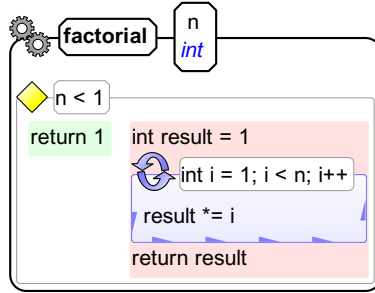 factorial
n
int
n < 1
return 1
int result = 1
int i = 1; i < n; i++
result *= i
return result